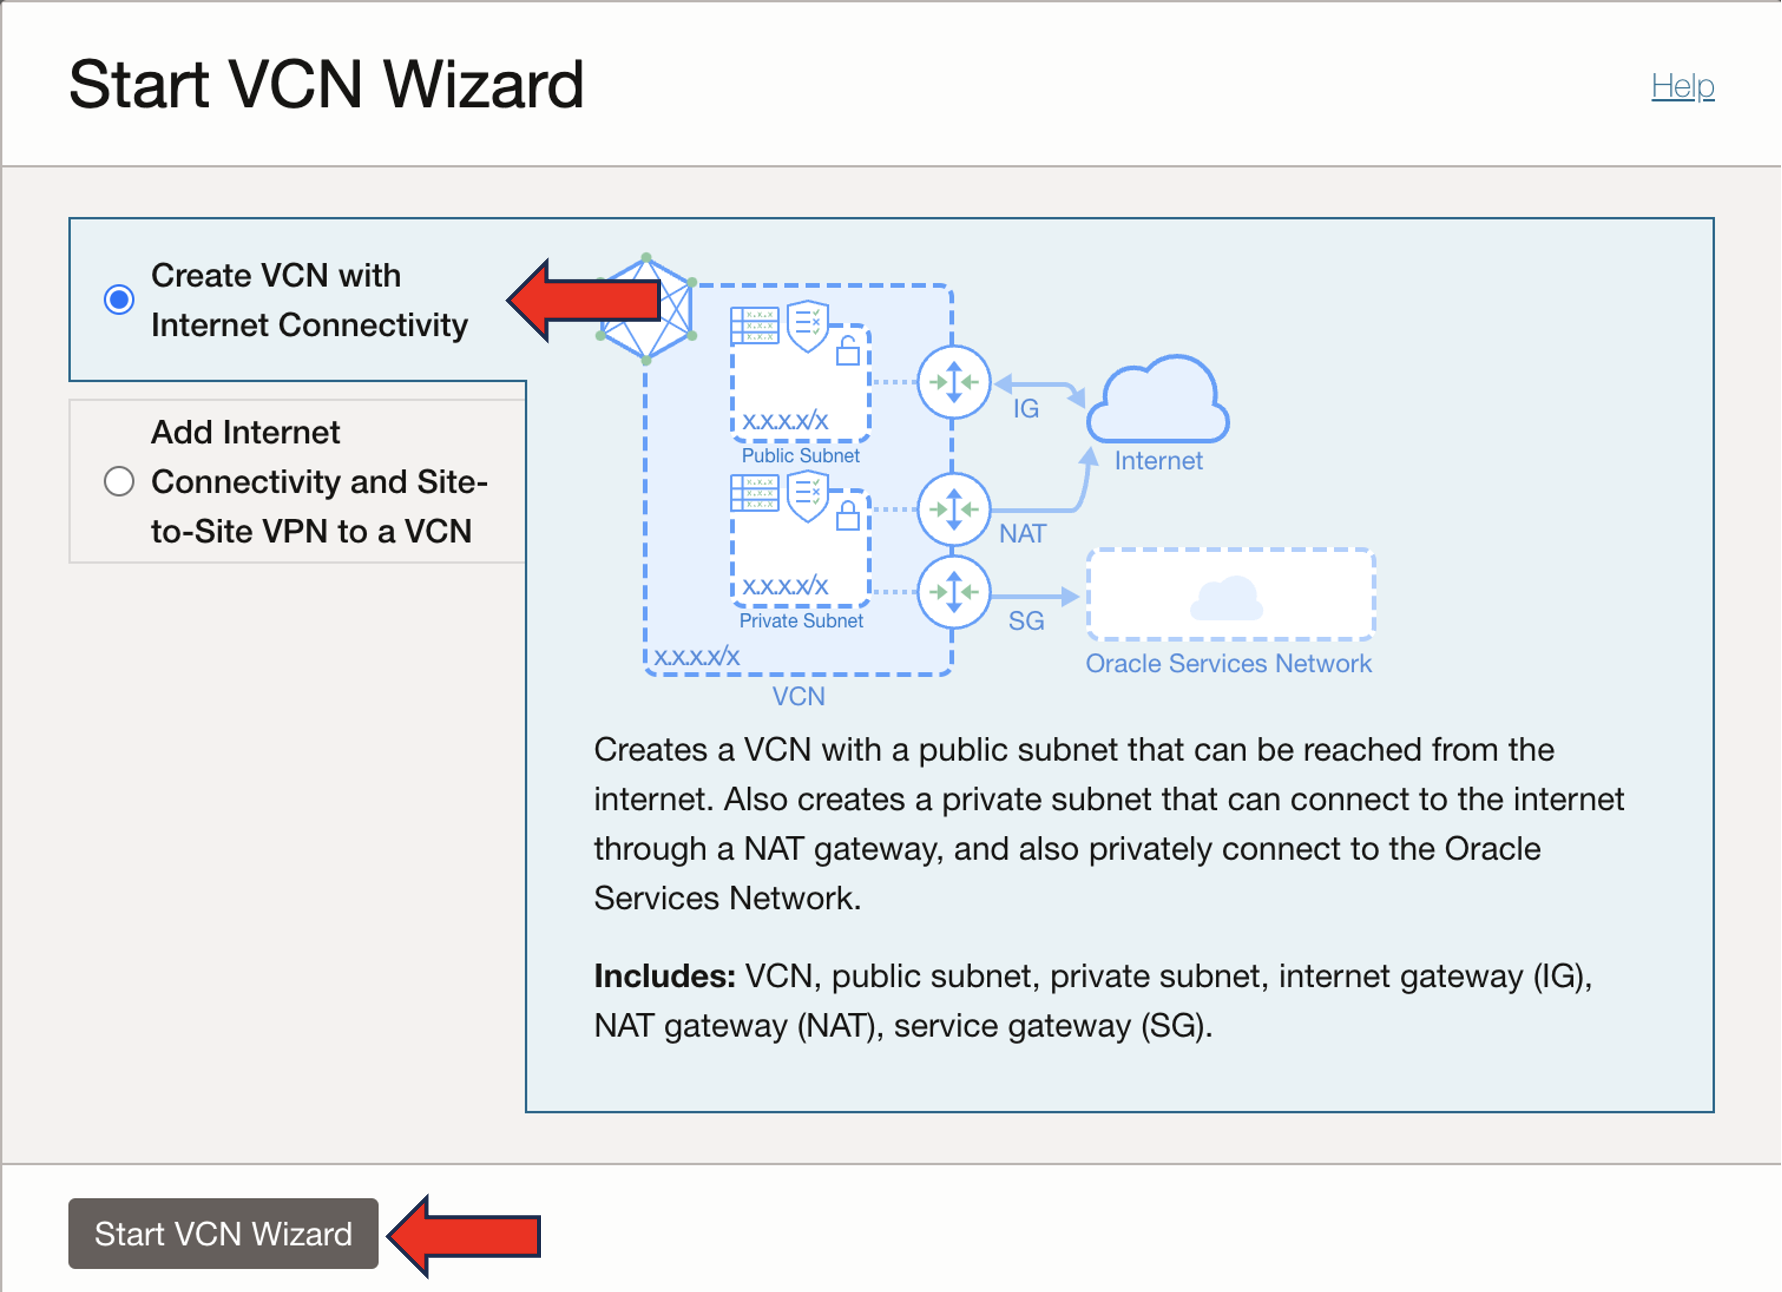 Start VCN Wizard
Help
Create VCN with
Internet Connectivity
Add Internet
Connectivity and Site-
to-Site VPN to a VCN
x.x.x
x.x.x
x.x.x
x.x.x.x/x
Public Subnet
IG
Internet
x.x.x
x.x.x
x.x.x
NAT
x.x.x.x/x
Private Subnet
SG
x.x.x.x/x
Oracle Services Network
VCN
Creates a VCN with a public subnet that can be reached from the
internet. Also creates a private subnet that can connect to the internet
through a NAT gateway, and also privately connect to the Oracle
Services Network.
Includes: VCN, public subnet, private subnet, internet gateway (IG),
NAT gateway (NAT), service gateway (SG).
Start VCN Wizard